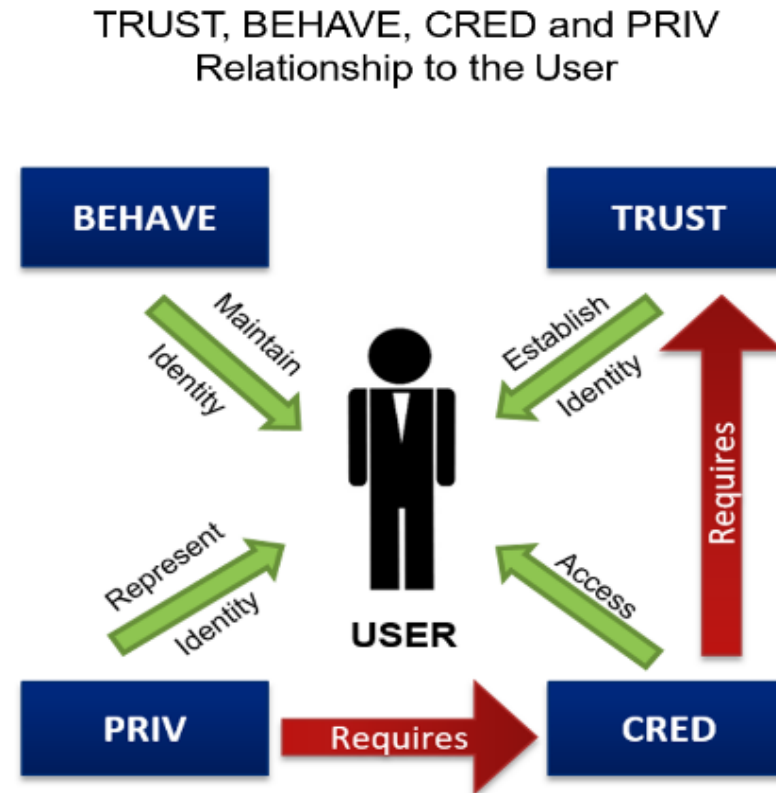 TRUST, BEHAVE, CRED and PRIV
Relationship to the User
BEHAVE
TRUST
Maintain
Identity
Establish
Identity
Requires
Represent
Identity
Access
USER
PRIV
Requires
CRED